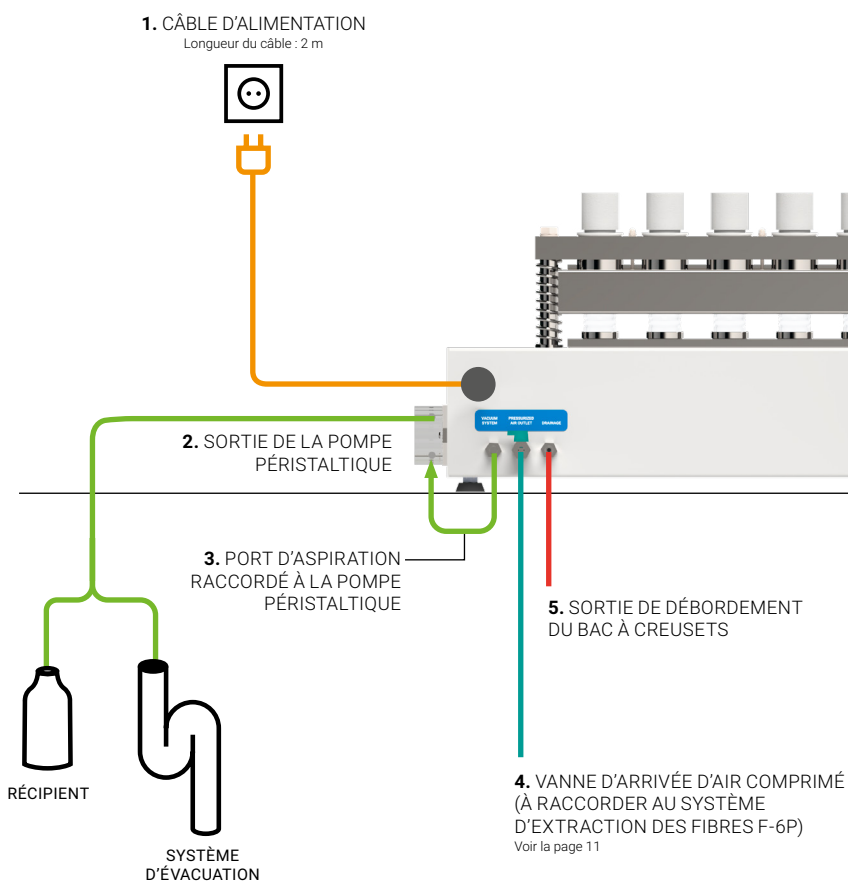 1. CÂBLE D'ALIMENTATION
Longueur du câble : 2 m
VACUUM
SYSTEM
PRESSURIZED
AIR OUTLET
DRAINAGE
2. SORTIE DE LA POMPE
PÉRISTALTIQUE
3. PORT D'ASPIRATION
RACCORDÉ À LA POMPE
PÉRISTALTIQUE
5. SORTIE DE DÉBORDEMENT
DU BAC À CREUSETS
RÉCIPIENT
SYSTÈME
D'ÉVACUATION
4. VANNE D'ARRIVÉE D'AIR COMPRIMÉ
(À RACCORDER AU SYSTÈME
D'EXTRACTION DES FIBRES F-6P)
Voir la page 11